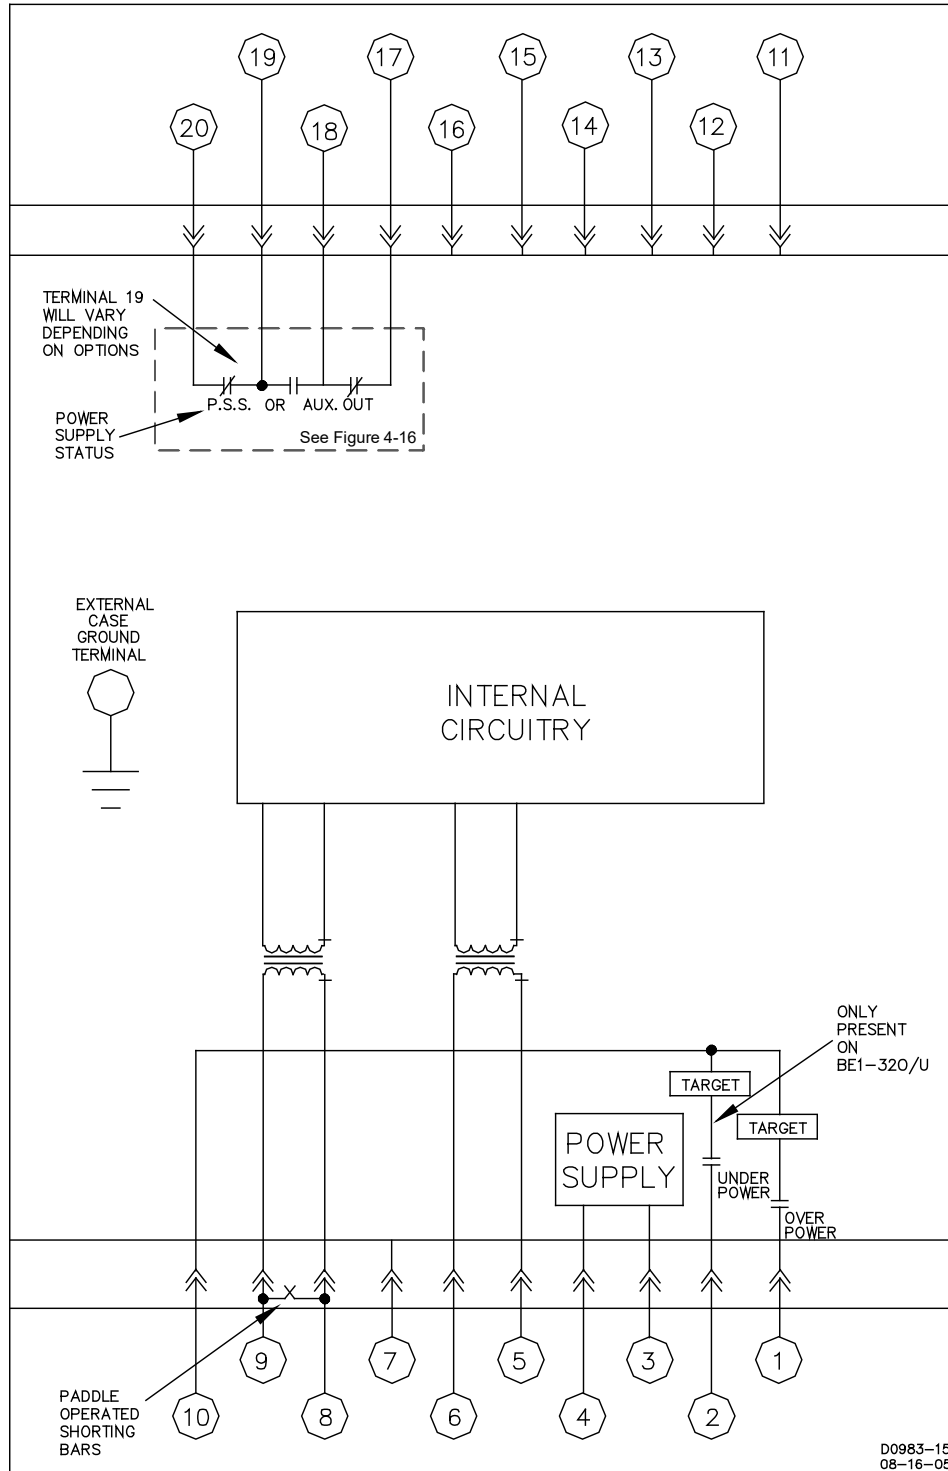 19
17
15
13
11
20
18
16
14
12
TERMINAL 19
WILL VARY
DEPENDING
ON OPTIONS
P.S.S. OR AUX. OUT
POWER
SUPPLY
STATUS
See Figure 4-16
EXTERNAL
CASE
GROUND
TERMINAL
INTERNAL
CIRCUITRY
ONLY
PRESENT
ON
BE1-320/U
TARGET
TARGET
POWER
SUPPLY
UNDER
POWER
OVER
POWER
9
7
5
3
1
10
8
6
4
2
PADDLE
OPERATED
SHORTING
BARS
D0983-15
08-16-05